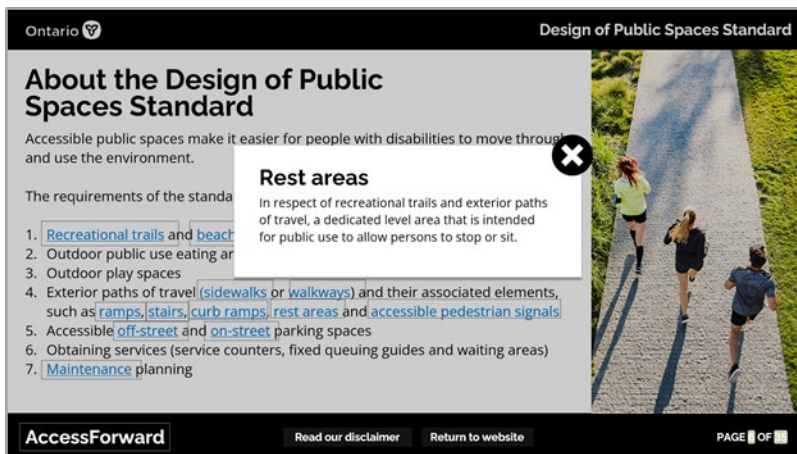 Ontario
Design of Public Spaces Standard
About the Design of Public
Spaces Standard
Accessible public spaces make it easier for people with disabilities to move through
and use the environment.
The requirements of the standa
Rest areas
In respect of recreational trails and exterior paths
of travel, a dedicated level area that is intended
for public use to allow persons to stop or sit.
1. Recreational trails and beach
2. Outdoor public use eating ar
3. Outdoor play spaces
4. Exterior paths of travel (sidewalks or walkways) and their associated elements,
such as ramps, stairs, curb ramps, rest areas and accessible pedestrian signals
5. Accessible off-street and on-street parking spaces
6. Obtaining services (service counters, fixed queuing guides and waiting areas)
7. Maintenance planning
AccessForward
Read our disclaimer
Return to website
PAGE 6 OF 35